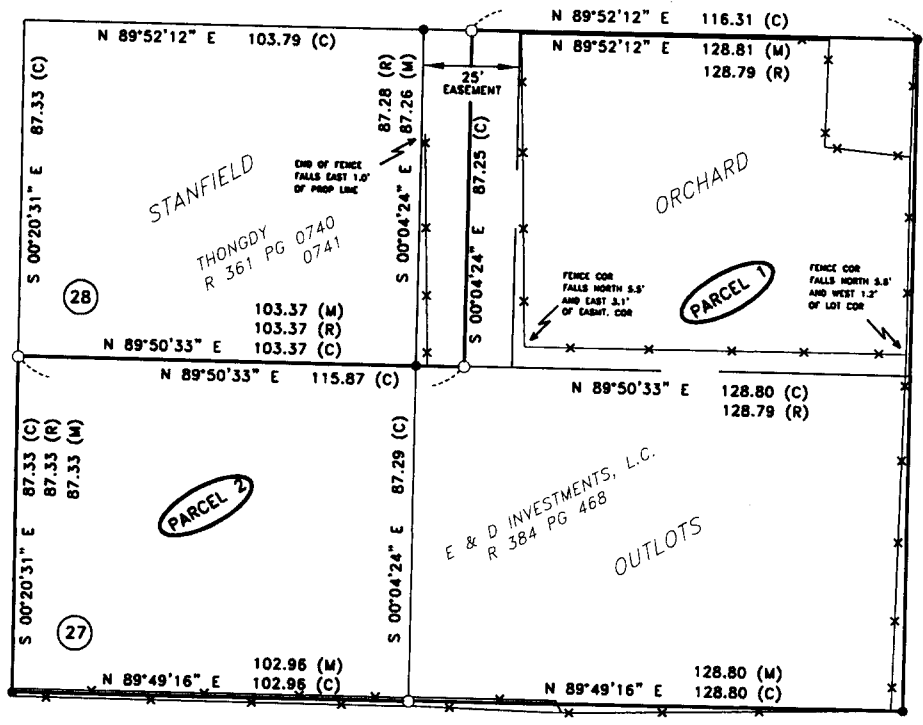 N 89°52'12" E 116.31 (C)
N 89°52'12" E 103.79 (C)
N 89°52'12" E 128.81 (M)
128.79 (R)
25'
EASEMENT
S 00°20'31" E 87.33 (C)
87.28 (R)
S 00°04'24" E 87.26 (M)
S 00°04'24" E 87.25 (C)
END OF FENCE
FALLS EAST 1.0'
OF PROP LINE
STANFIELD
THONGDY
R 361 PG 0740
0741
ORCHARD
PARCEL 1
FENCE COR
FALLS NORTH 5.5'
AND EAST 3.1'
OF EASMT. COR
FENCE COR
FALLS NORTH 5.8'
AND WEST 1.2'
OF LOT COR
28
103.37 (M)
103.37 (R)
N 89°50'33" E 103.37 (C)
N 89°50'33" E 115.87 (C)
N 89°50'33" E 128.80 (C)
128.79 (R)
S 00°20'31" E 87.33 (C)
87.33 (R)
87.33 (M)
PARCEL 2
S 00°04'24" E 87.29 (C)
E & D INVESTMENTS, L.C.
R 384 PG 468
OUTLOTS
27
102.96 (M)
N 89°49'16" E 102.96 (C)
128.80 (M)
N 89°49'16" E 128.80 (C)